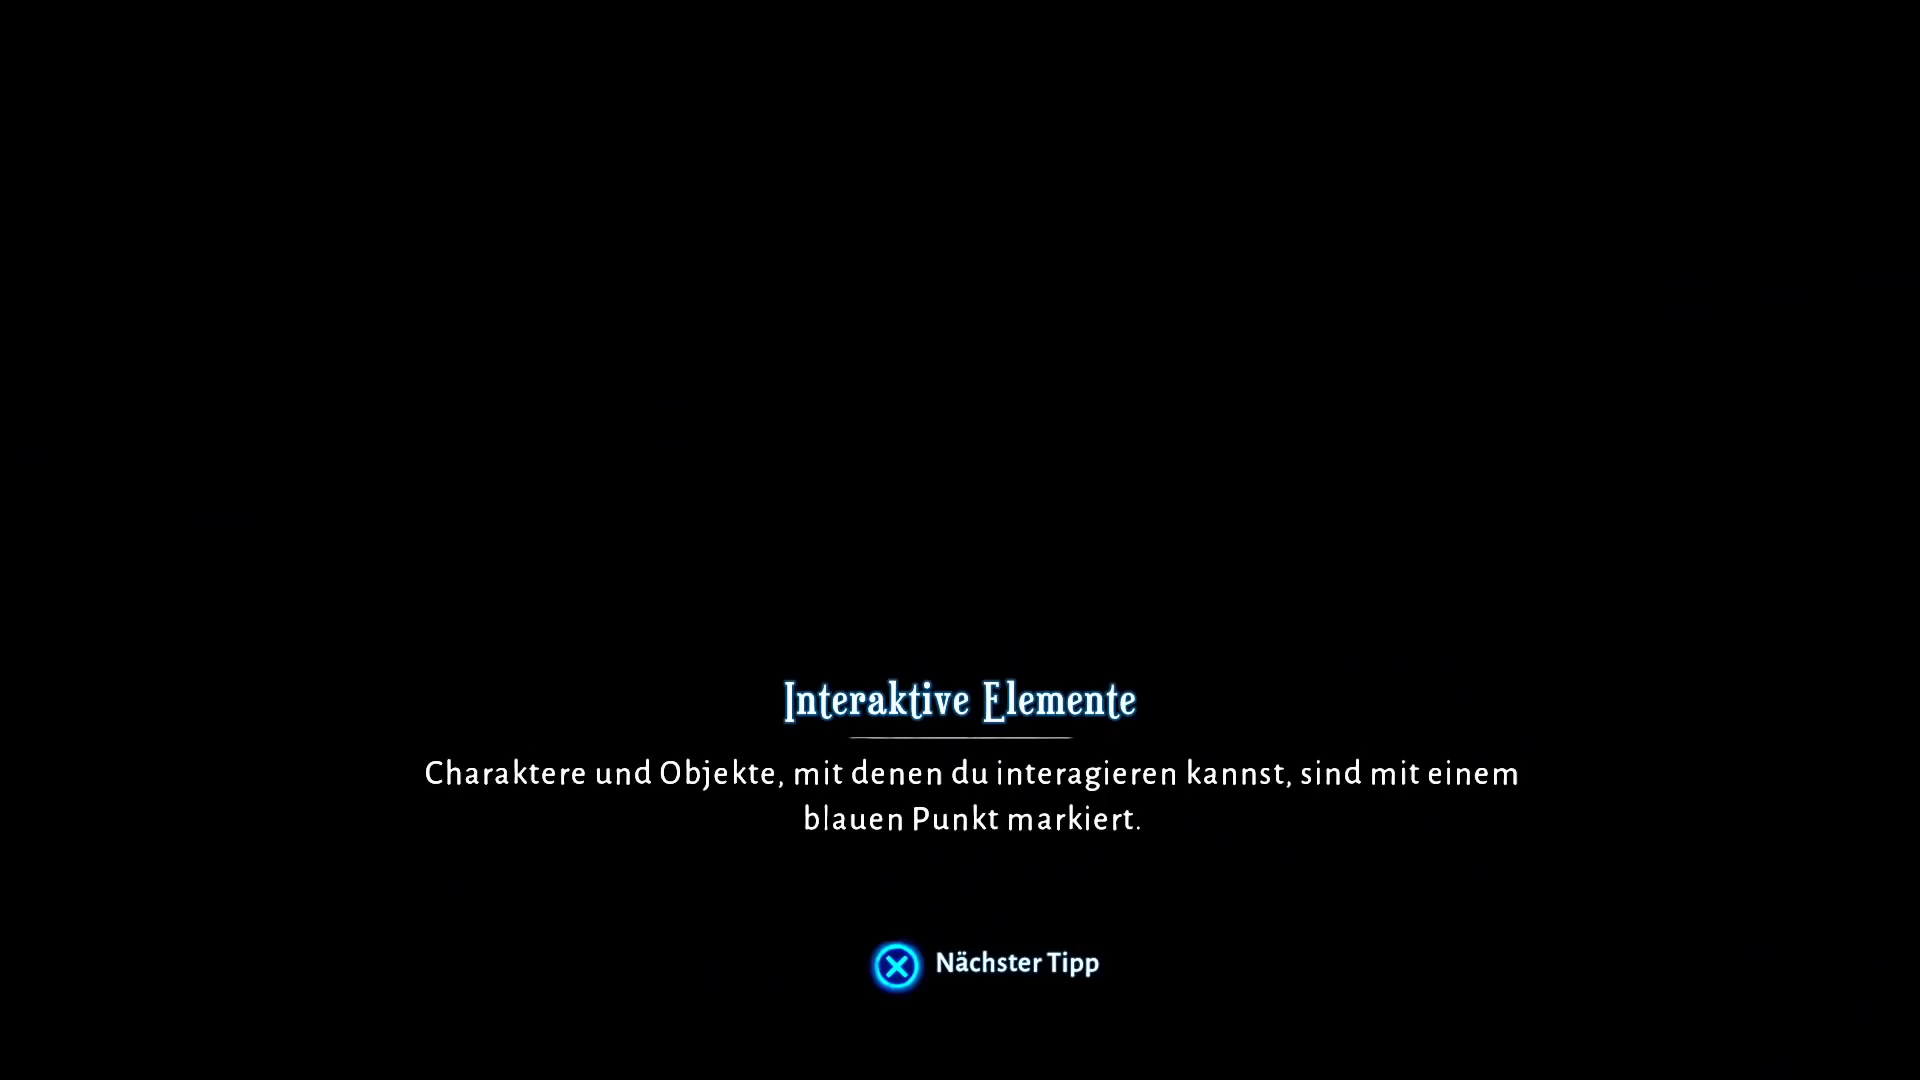 Interaktive Elemente
Charaktere und Objekte, mit denen du interagieren kannst, sind mit einem
blauen Punkt markiert.
Nächster Tipp